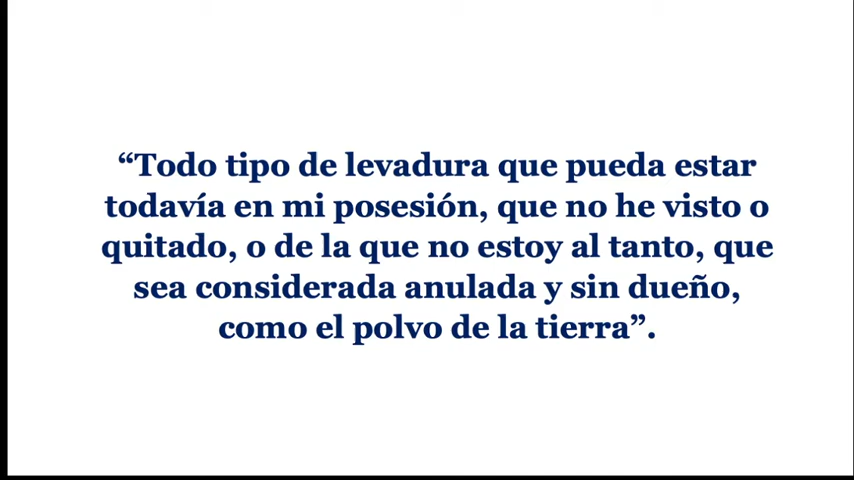 “Todo tipo de levadura que pueda estar
todavía en mi posesión, que no he visto o
quitado, o de la que no estoy al tanto, que
sea considerada anulada y sin dueño,
como el polvo de la tierra”.